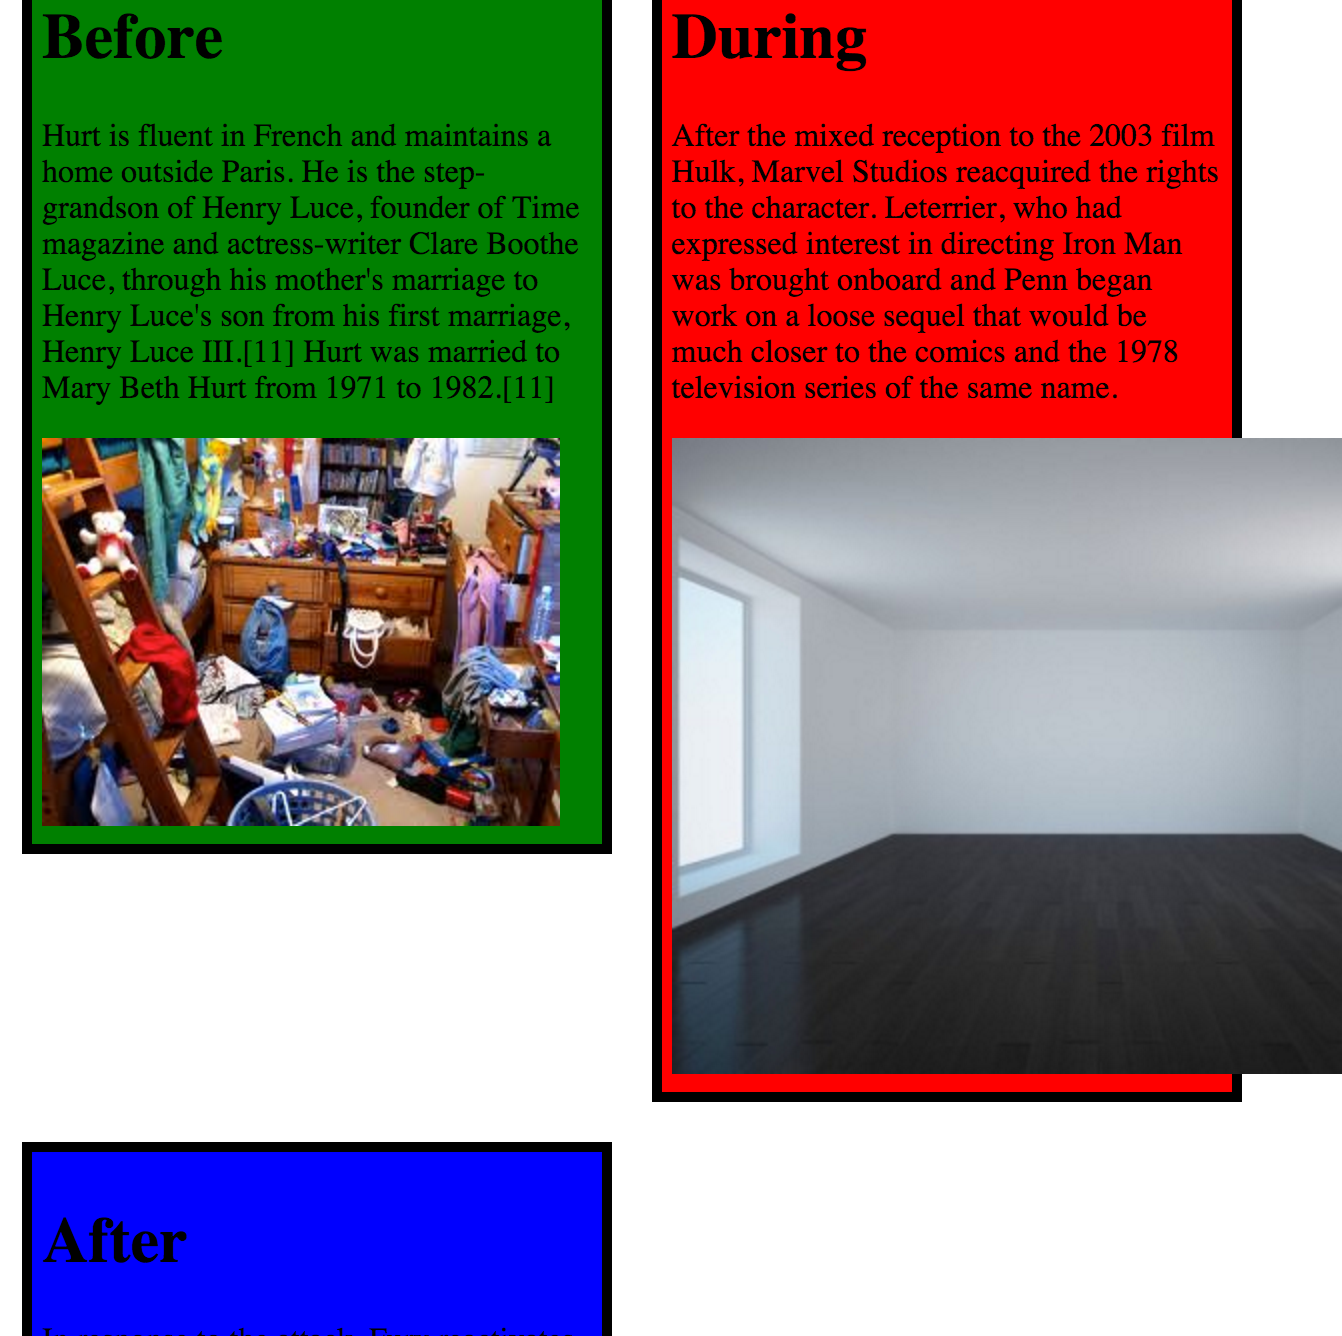 Before
Hurt is fluent in French and maintains a
home outside Paris. He is the step-
grandson of Henry Luce, founder of Time
magazine and actress-writer Clare Boothe
Luce, through his mother's marriage to
Henry Luce's son from his first marriage,
Henry Luce III.[11] Hurt was married to
Mary Beth Hurt from 1971 to 1982.[11]
During
After the mixed reception to the 2003 film
Hulk, Marvel Studios reacquired the rights
to the character. Leterrier, who had
expressed interest in directing Iron Man
was brought onboard and Penn began
work on a loose sequel that would be
much closer to the comics and the 1978
television series of the same name.
After